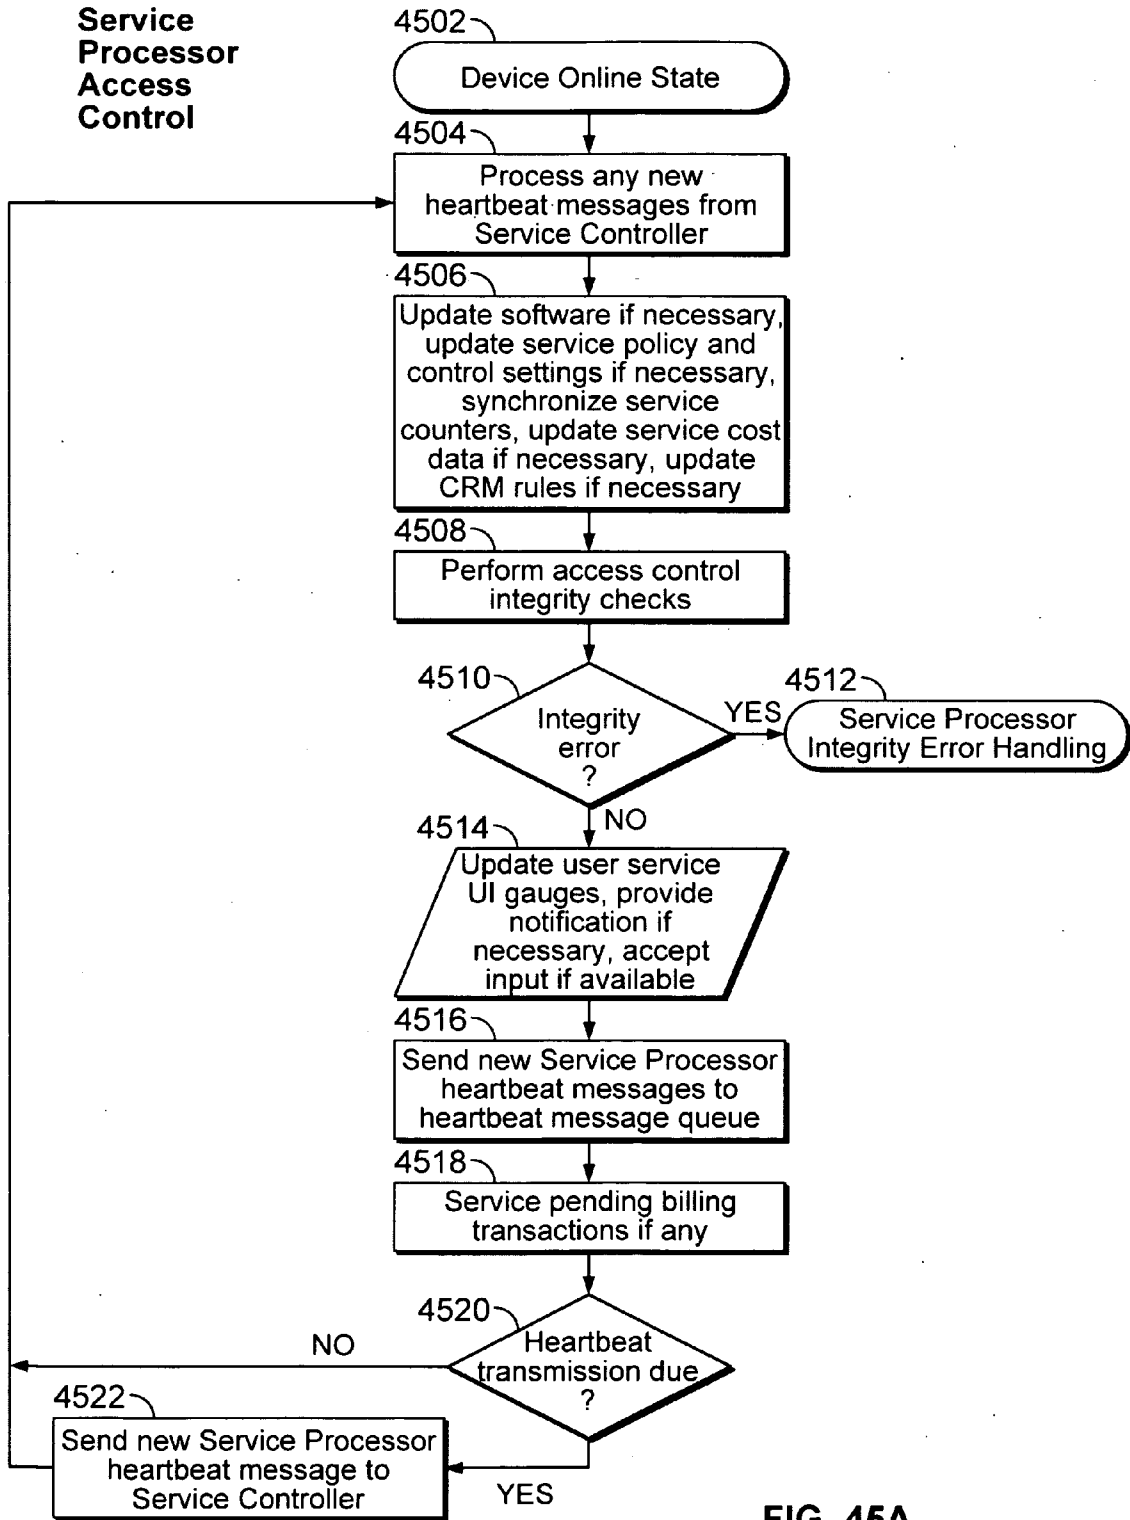 Service
Processor
Access
Control
4502
Device Online State
4504
Process any new
heartbeat messages from
Service Controller
4506
Update software if necessary,
update service policy and
control settings if necessary,
synchronize service
counters, update service cost
data if necessary, update
CRM rules if necessary
4508
Perform access control
integrity checks
4510
Integrity
error
?
YES
4512
Service Processor
Integrity Error Handling
NO
4514
Update user service
UI gauges, provide
notification if
necessary, accept
input if available
4516
Send new Service Processor
heartbeat messages to
heartbeat message queue
4518
Service pending billing
transactions if any
4520
Heartbeat
transmission due
?
NO
4522
Send new Service Processor
heartbeat message to
Service Controller
YES
FIG. 45A